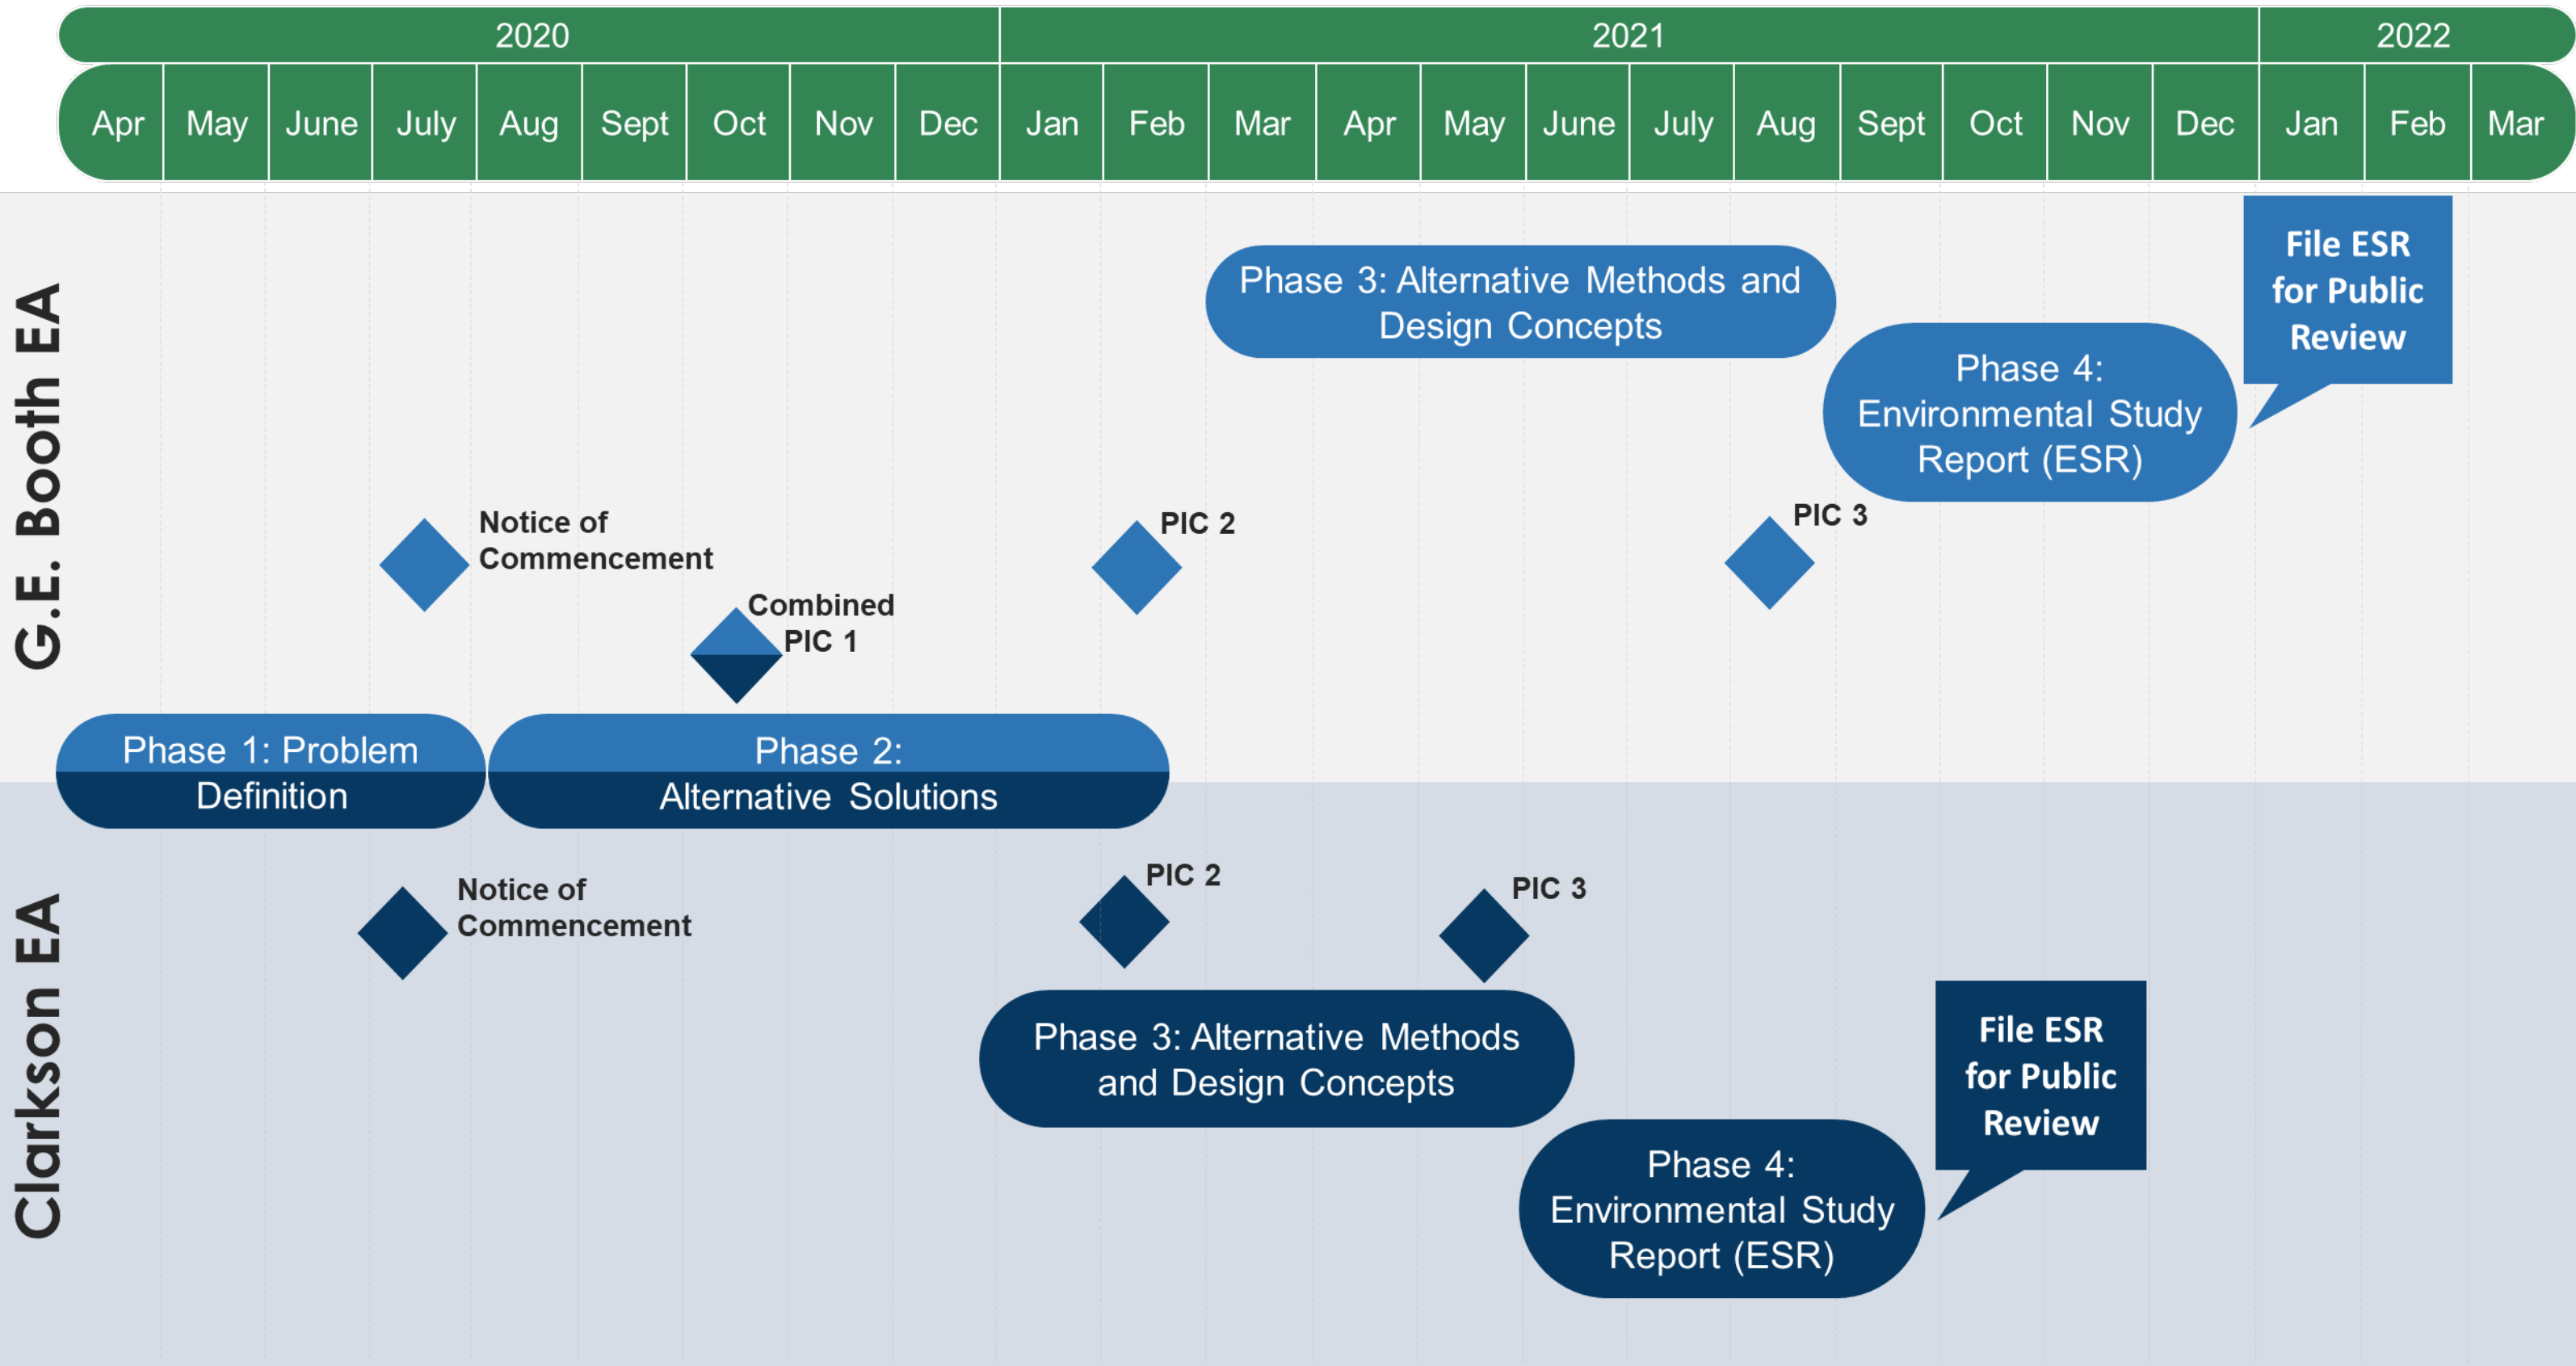 2020 2021 2022
Apr May June July Aug Sept Oct Nov Dec Jan Feb Mar Apr May June July Aug Sept Oct Nov Dec Jan Feb Mar
G.E. Booth EA
Phase 3: Alternative Methods and
Design Concepts
File ESR
for Public
Review
Phase 4:
Environmental Study
Report (ESR)
Notice of
Commencement
PIC 2
PIC 3
Combined
PIC 1
Phase 1: Problem
Definition
Phase 2:
Alternative Solutions
Clarkson EA
Notice of
Commencement
PIC 2
PIC 3
Phase 3: Alternative Methods
and Design Concepts
File ESR
for Public
Review
Phase 4:
Environmental Study
Report (ESR)